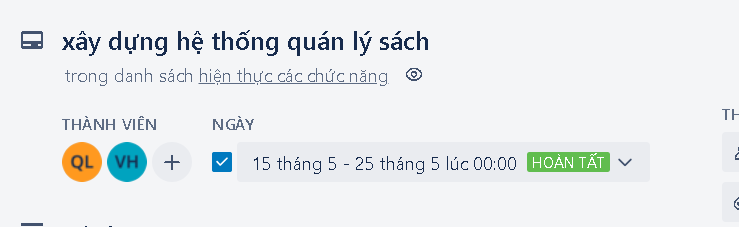 xây dựng hệ thống quán lý sách
trong danh sách hiện thực các chức năng
THÀNH VIÊN NGÀY
QL VH + 15 tháng 5 - 25 tháng 5 lúc 00:00 HOÀN TẤT
TH